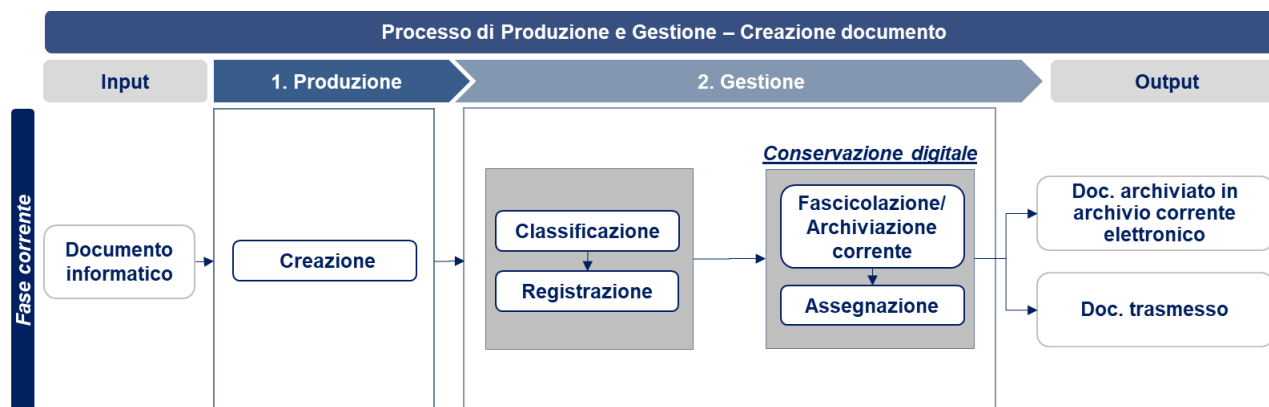 Processo di Produzione e Gestione – Creazione documento
Input
1. Produzione
2. Gestione
Output
Fase corrente
Documento
informatico
Creazione
Classificazione
Registrazione
Conservazione digitale
Fascicolazione/
Archiviazione
corrente
Assegnazione
Doc. archiviato in
archivio corrente
elettronico
Doc. trasmesso